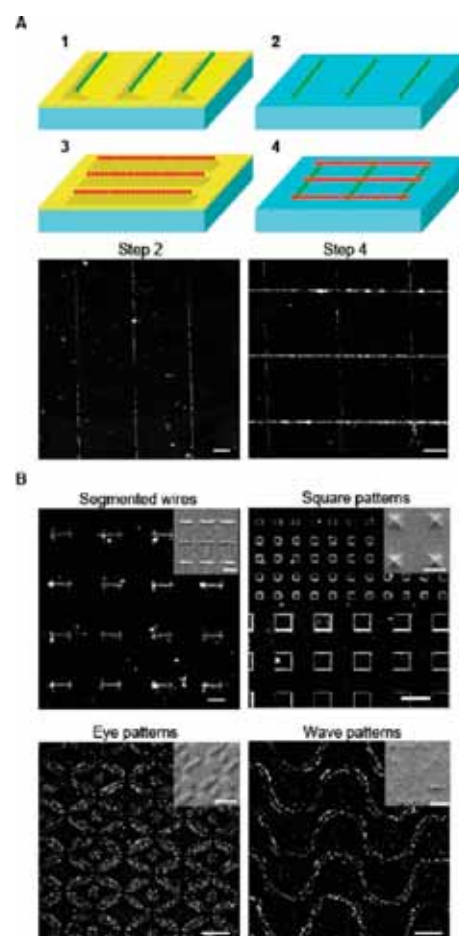 A
1 2
3 4
Step 2 Step 4
B
Segmented wires Square patterns
Eye patterns Wave patterns